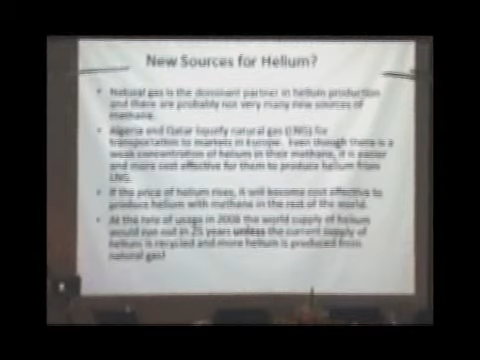 New Sources for Helium?
• Natural gas is the dominant partner in helium production
and there are probably not very many new sources of
methane.
• Algeria and Qatar liquefy natural gas (LNG) for
transportation to markets in Europe. Even though there is a
weak concentration of helium in their methane, it is easier
and more cost effective for them to produce helium from
LNG.
• If the price of helium rises, it will become cost effective to
produce helium with methane in the rest of the world.
• At the rate of usage in 2008 the world supply of helium
would run out in 25 years unless the current supply of
helium is recycled and more helium is produced from
natural gas!